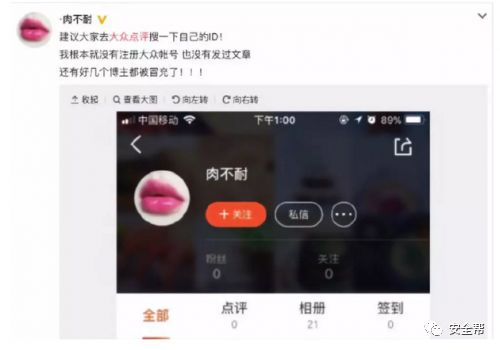 ·肉不耐
建议大家去大众点评搜一下自己的ID！
我根本就没有注册大众帐号 也没有发过文章
还有好几个博主都被冒充了！！！
收起 查看大图 向左转 向右转
中国移动 下午1:00 89%
肉不耐
+关注 私信 •••
粉丝 关注
0 0
全部 点评 相册 签到
0 21 0
安全帮